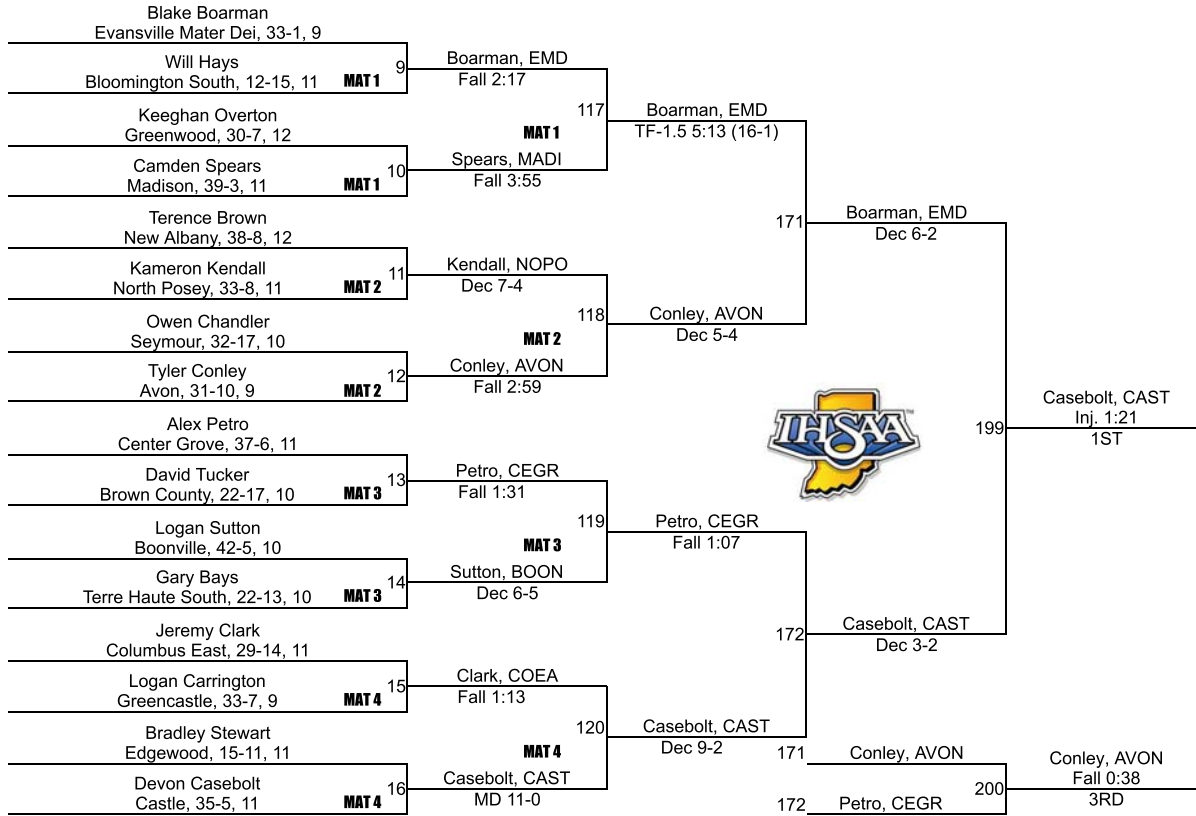 Blake Boarman
Evansville Mater Dei, 33-1, 9
Will Hays
Bloomington South, 12-15, 11
MAT 1
9
Keeghan Overton
Greenwood, 30-7, 12
Camden Spears
Madison, 39-3, 11
MAT 1
10
Terence Brown
New Albany, 38-8, 12
Kameron Kendall
North Posey, 33-8, 11
MAT 2
11
Owen Chandler
Seymour, 32-17, 10
Tyler Conley
Avon, 31-10, 9
MAT 2
12
Alex Petro
Center Grove, 37-6, 11
David Tucker
Brown County, 22-17, 10
MAT 3
13
Logan Sutton
Boonville, 42-5, 10
Gary Bays
Terre Haute South, 22-13, 10
MAT 3
14
Jeremy Clark
Columbus East, 29-14, 11
Logan Carrington
Greencastle, 33-7, 9
MAT 4
15
Bradley Stewart
Edgewood, 15-11, 11
Devon Casebolt
Castle, 35-5, 11
MAT 4
16
Boarman, EMD
Fall 2:17
117
MAT 1
Spears, MADI
Fall 3:55
Kendall, NOPO
Dec 7-4
118
MAT 2
Conley, AVON
Fall 2:59
Petro, CEGR
Fall 1:31
119
MAT 3
Sutton, BOON
Dec 6-5
Clark, COEA
Fall 1:13
120
MAT 4
Casebolt, CAST
MD 11-0
Boarman, EMD
TF-1.5 5:13 (16-1)
171
Conley, AVON
Dec 5-4
Petro, CEGR
Fall 1:07
172
Casebolt, CAST
Dec 9-2
Boarman, EMD
Dec 6-2
IHSAA
TM
199
Casebolt, CAST
Dec 3-2
Casebolt, CAST
Inj. 1:21
1ST
171
Conley, AVON
172
Petro, CEGR
200
Conley, AVON
Fall 0:38
3RD